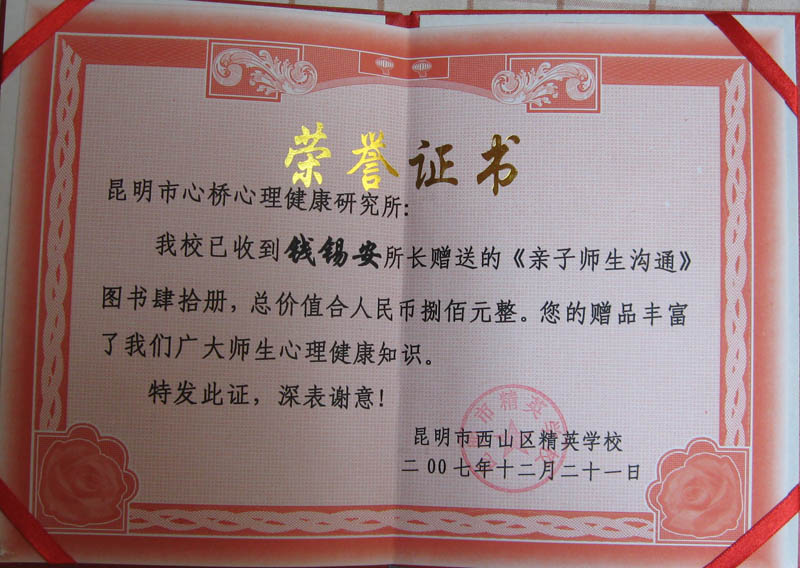 荣誉证书
昆明市心桥心理健康研究所：
我校已收到钱锡安所长赠送的《亲子师生沟通》
图书肆拾册，总价值合人民币捌佰元整。您的赠品丰富
了我们广大师生心理健康知识。
特发此证，深表谢意！
昆明市西山区精英学校
二00七年十二月二十一日